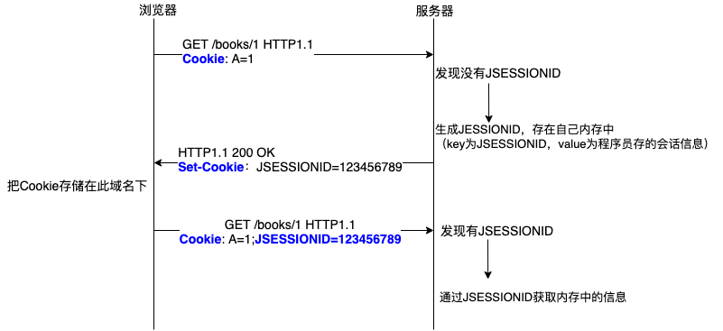 浏览器
服务器
GET /books/1 HTTP1.1
Cookie: A=1
发现没有JSESSIONID
生成JESSIONID，存在自己内存中
（key为JSESSIONID，value为程序员存的会话信息）
HTTP1.1 200 OK
Set-Cookie：JSESSIONID=123456789
把Cookie存储在此域名下
GET /books/1 HTTP1.1
Cookie: A=1;JSESSIONID=123456789
发现有JSESSIONID
通过JSESSIONID获取内存中的信息